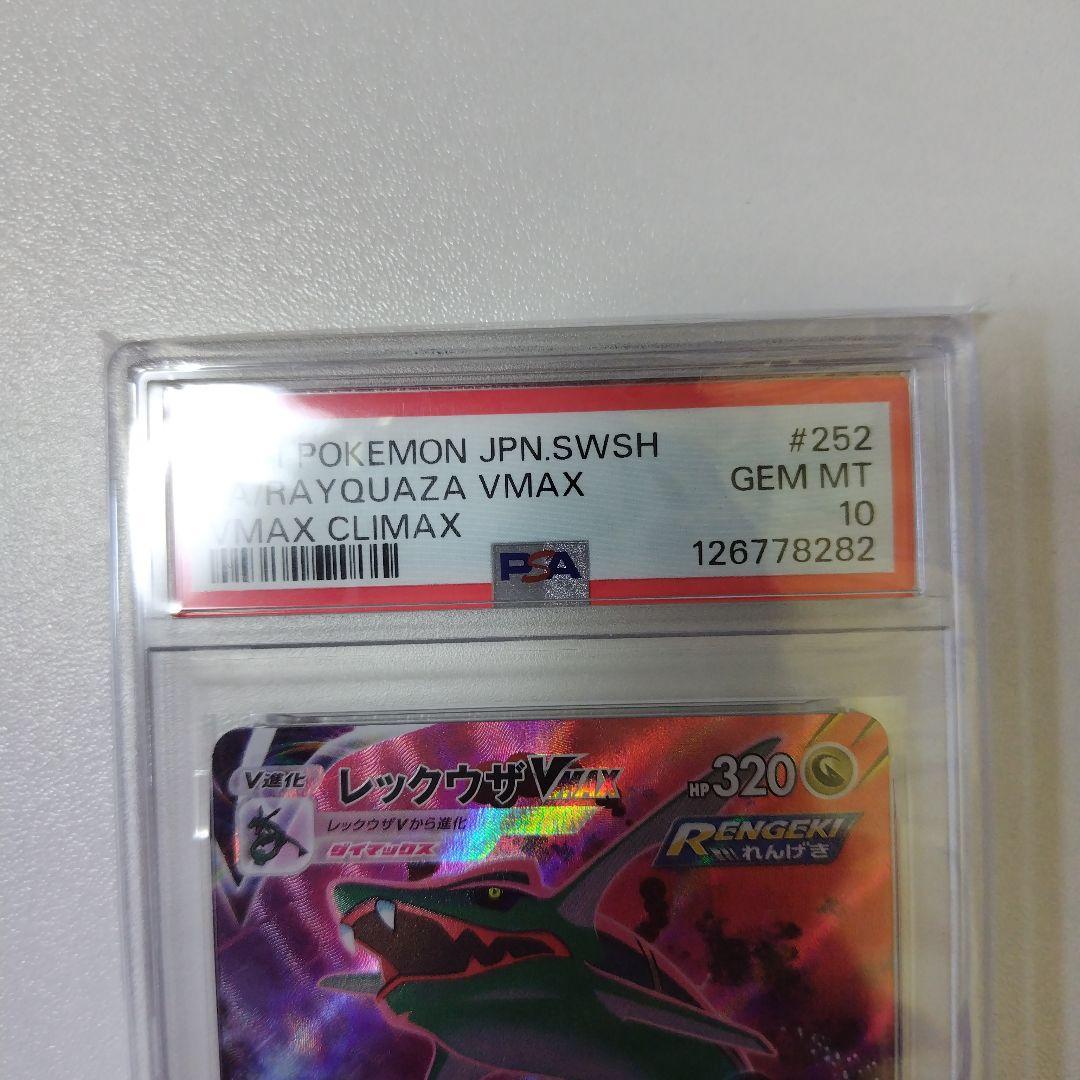 POKEMON JPN.SWSH #252
RAYQUAZA VMAX GEM MT
VMAX CLIMAX 10
PSA 126778282
V進化 レックウザVMAX HP 320
レックウザVから進化
ダイマックス
RENGEKI
れんげき